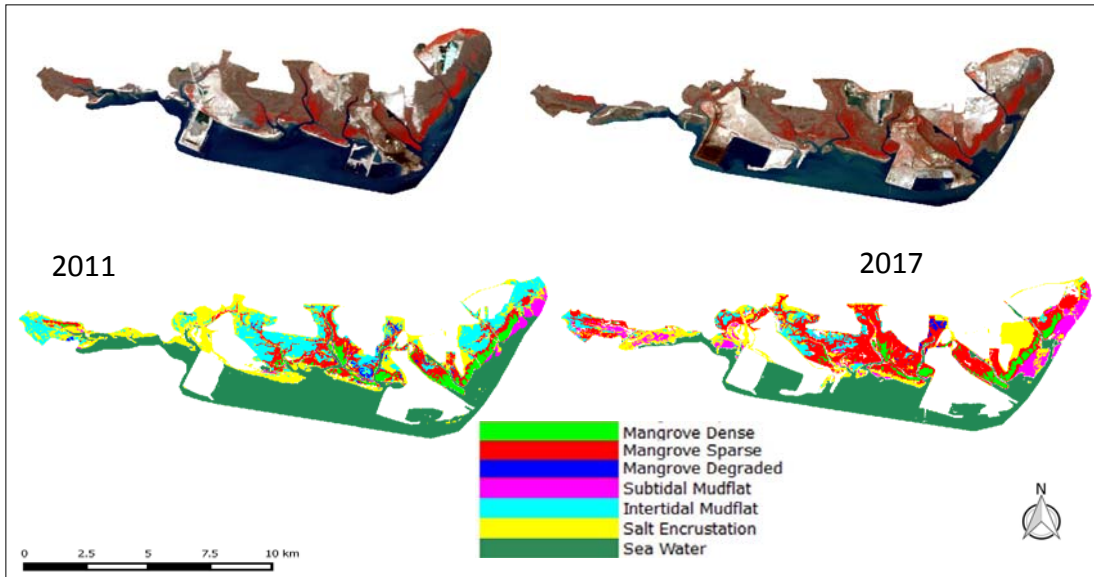 2011
2017
Mangrove Dense
Mangrove Sparse
Mangrove Degraded
Subtidal Mudflat
Intertidal Mudflat
Salt Encrustation
Sea Water
N
0 2.5 5 7.5 10 km